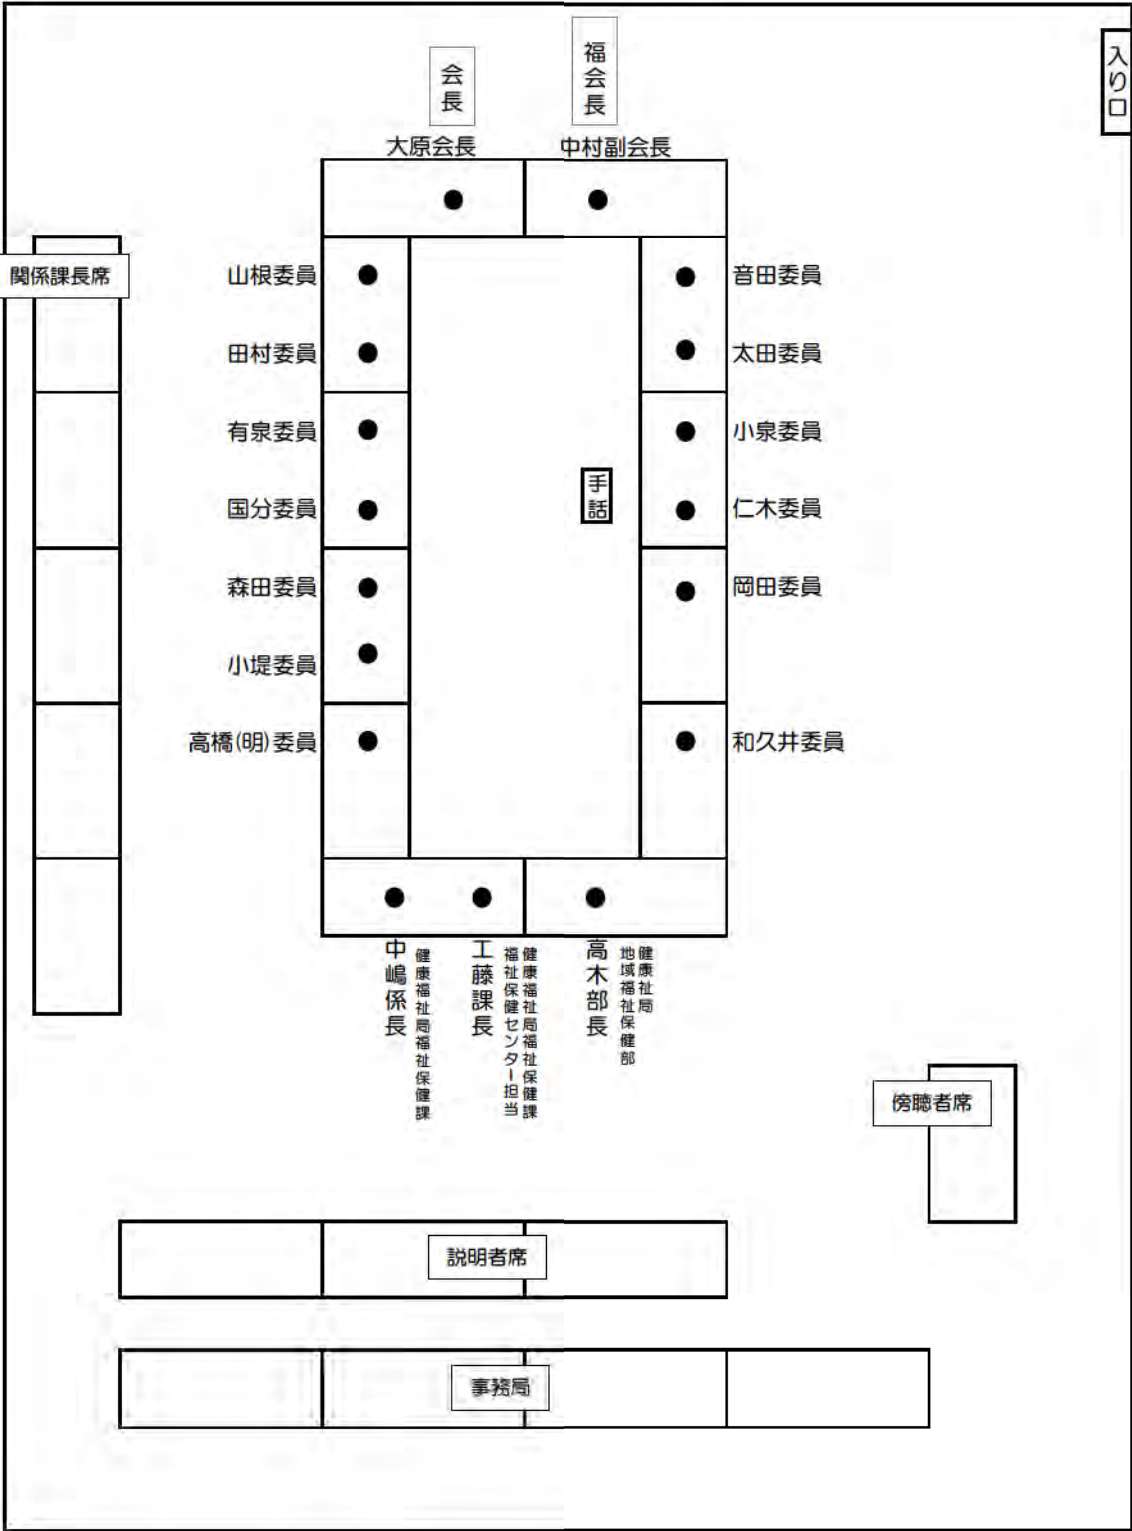 会長
福会長
入り口
大原会長
中村副会長
関係課長席
山根委員
音田委員
田村委員
太田委員
有泉委員
小泉委員
手話
国分委員
仁木委員
森田委員
岡田委員
小堤委員
高橋(明)委員
和久井委員
中嶋係長
健康福祉局福祉保健課
工藤課長
健康福祉局福祉保健課
福祉保健センター担当
高木部長
健康祉局
地域福祉保健部
傍聴者席
説明者席
事務局